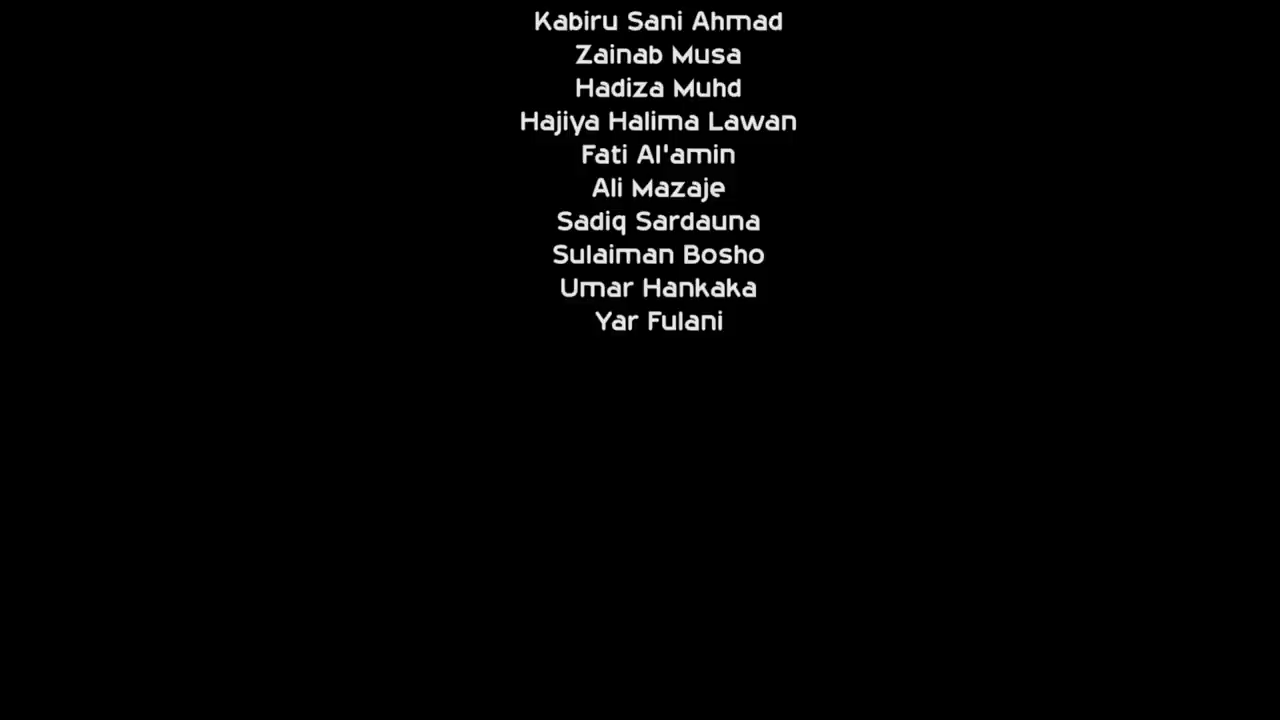 Kabiru Sani Ahmad
Zainab Musa
Hadiza Muhd
Hajiya Halima Lawan
Fati Al'amin
Ali Mazaje
Sadiq Sardauna
Sulaiman Bosho
Umar Hankaka
Yar Fulani